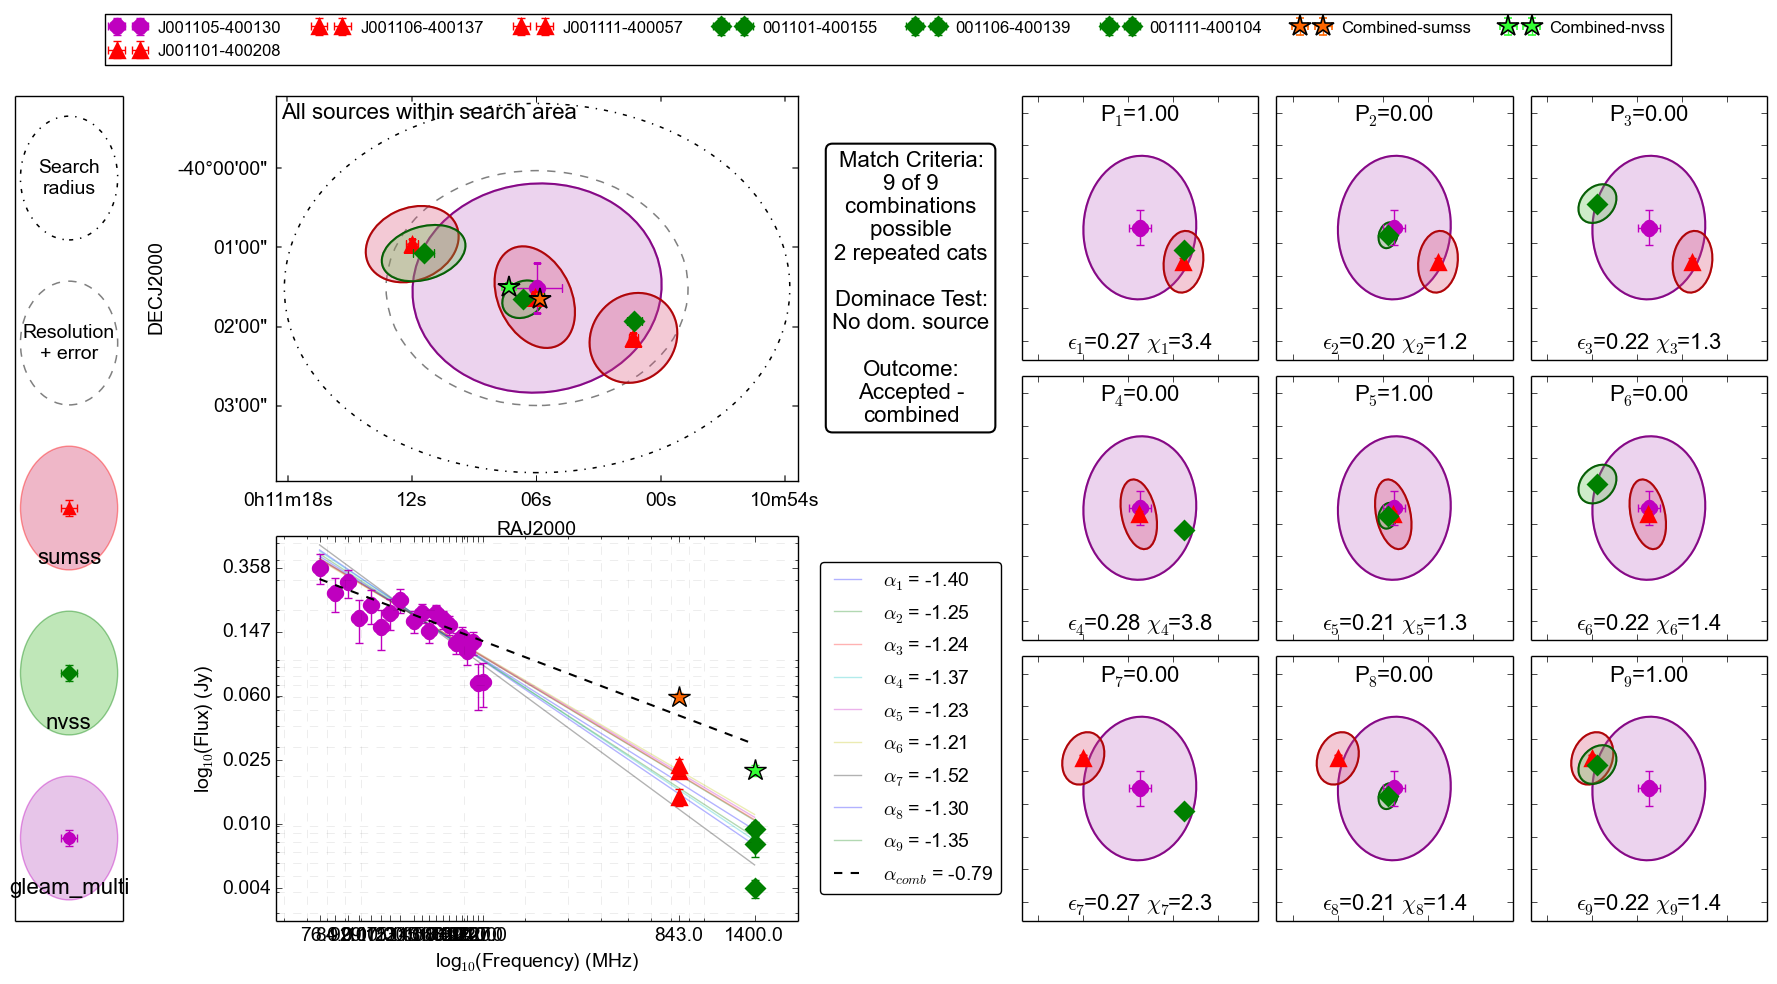 J001105-400130
J001106-400137
J001111-400057
001101-400155
001106-400139
001111-400104
Combined-sumss
Combined-nvss
J001101-400208
Search
radius
Resolution
+ error
sumss
nvss
gleam_multi
All sources within search area
DECJ2000
-40°00'00"
01'00"
02'00"
03'00"
0h11m18s
12s
06s
00s
10m54s
RAJ2000
Match Criteria:
9 of 9
combinations
possible
2 repeated cats
Dominace Test:
No dom. source
Outcome:
Accepted -
combined
log10(Flux) (Jy)
0.358
0.147
0.060
0.025
0.010
0.004
843.0
1400.0
log10(Frequency) (MHz)
α1 = -1.40
α2 = -1.25
α3 = -1.24
α4 = -1.37
α5 = -1.23
α6 = -1.21
α7 = -1.52
α8 = -1.30
α9 = -1.35
αcomb = -0.79
P1=1.00
ϵ1=0.27 χ1=3.4
P2=0.00
ϵ2=0.20 χ2=1.2
P3=0.00
ϵ3=0.22 χ3=1.3
P4=0.00
ϵ4=0.28 χ4=3.8
P5=1.00
ϵ5=0.21 χ5=1.3
P6=0.00
ϵ6=0.22 χ6=1.4
P7=0.00
ϵ7=0.27 χ7=2.3
P8=0.00
ϵ8=0.21 χ8=1.4
P9=1.00
ϵ9=0.22 χ9=1.4